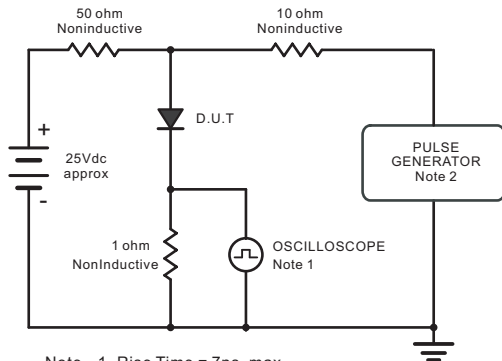 50 ohm
Noninductive
10 ohm
Noninductive
D.U.T
+
25Vdc
approx
-
PULSE
GENERATOR
Note 2
1 ohm
NonInductive
OSCILLOSCOPE
Note 1